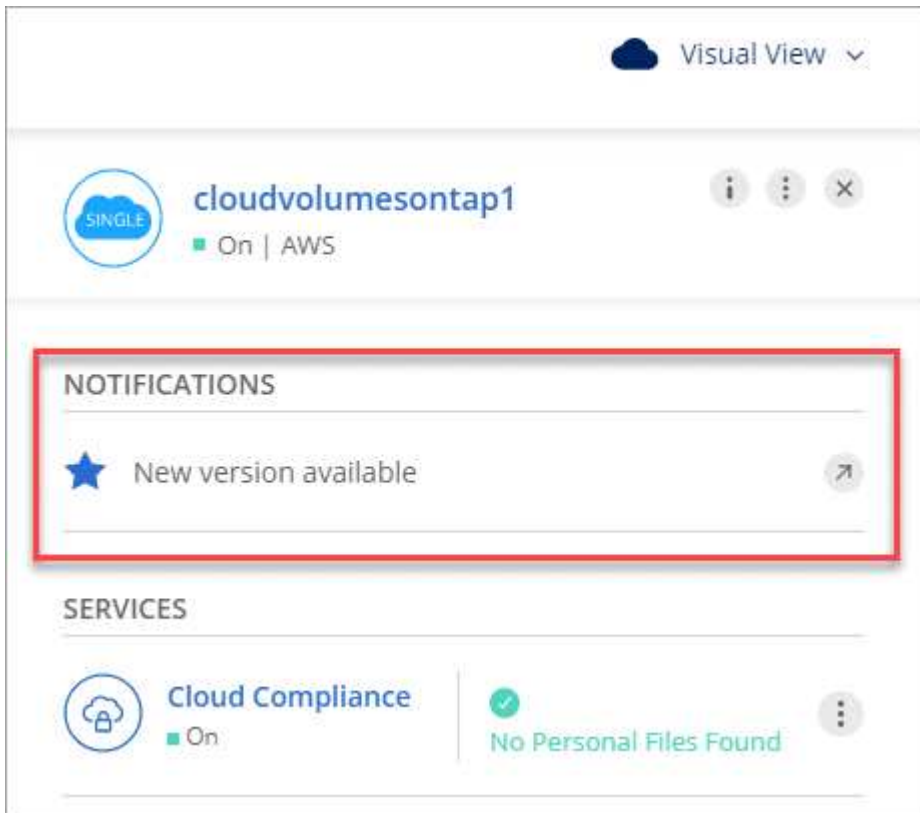 Visual View
SINGLE
cloudvolumesontap1
On | AWS
NOTIFICATIONS
New version available
SERVICES
Cloud Compliance
On
No Personal Files Found